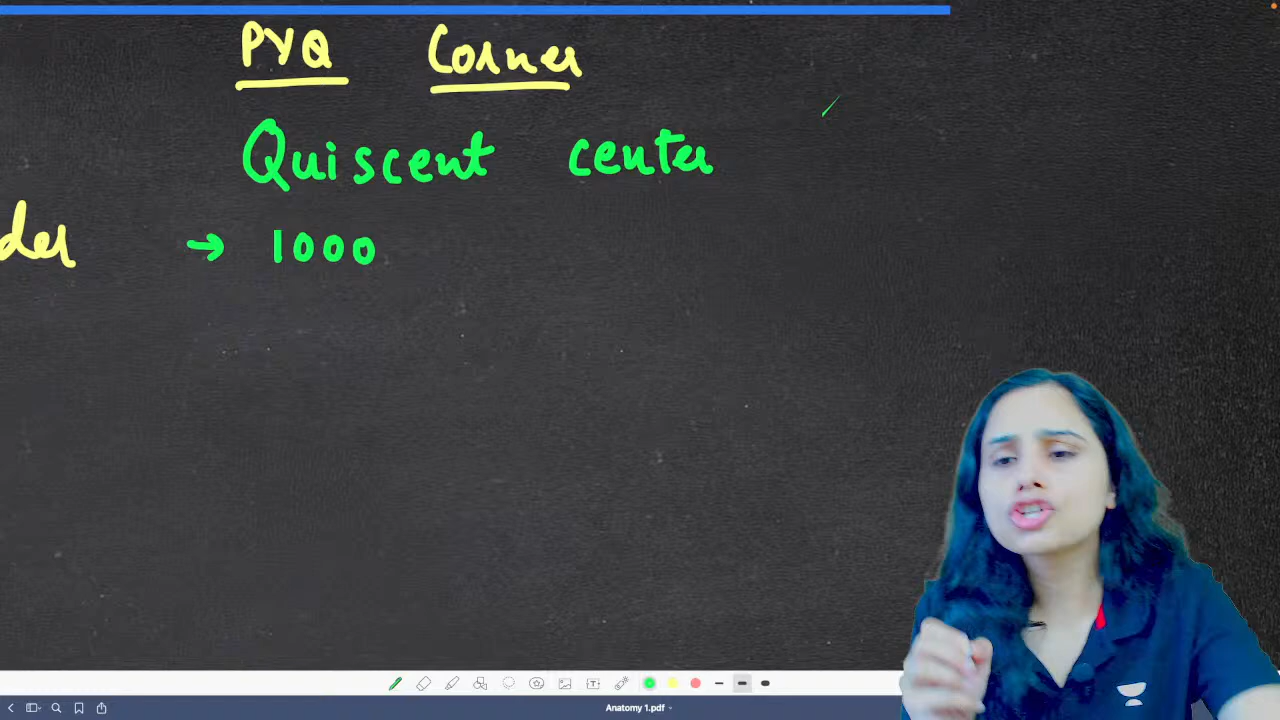 PYQ Corner
Quiscent center
der → 1000
Anatomy 1.pdf